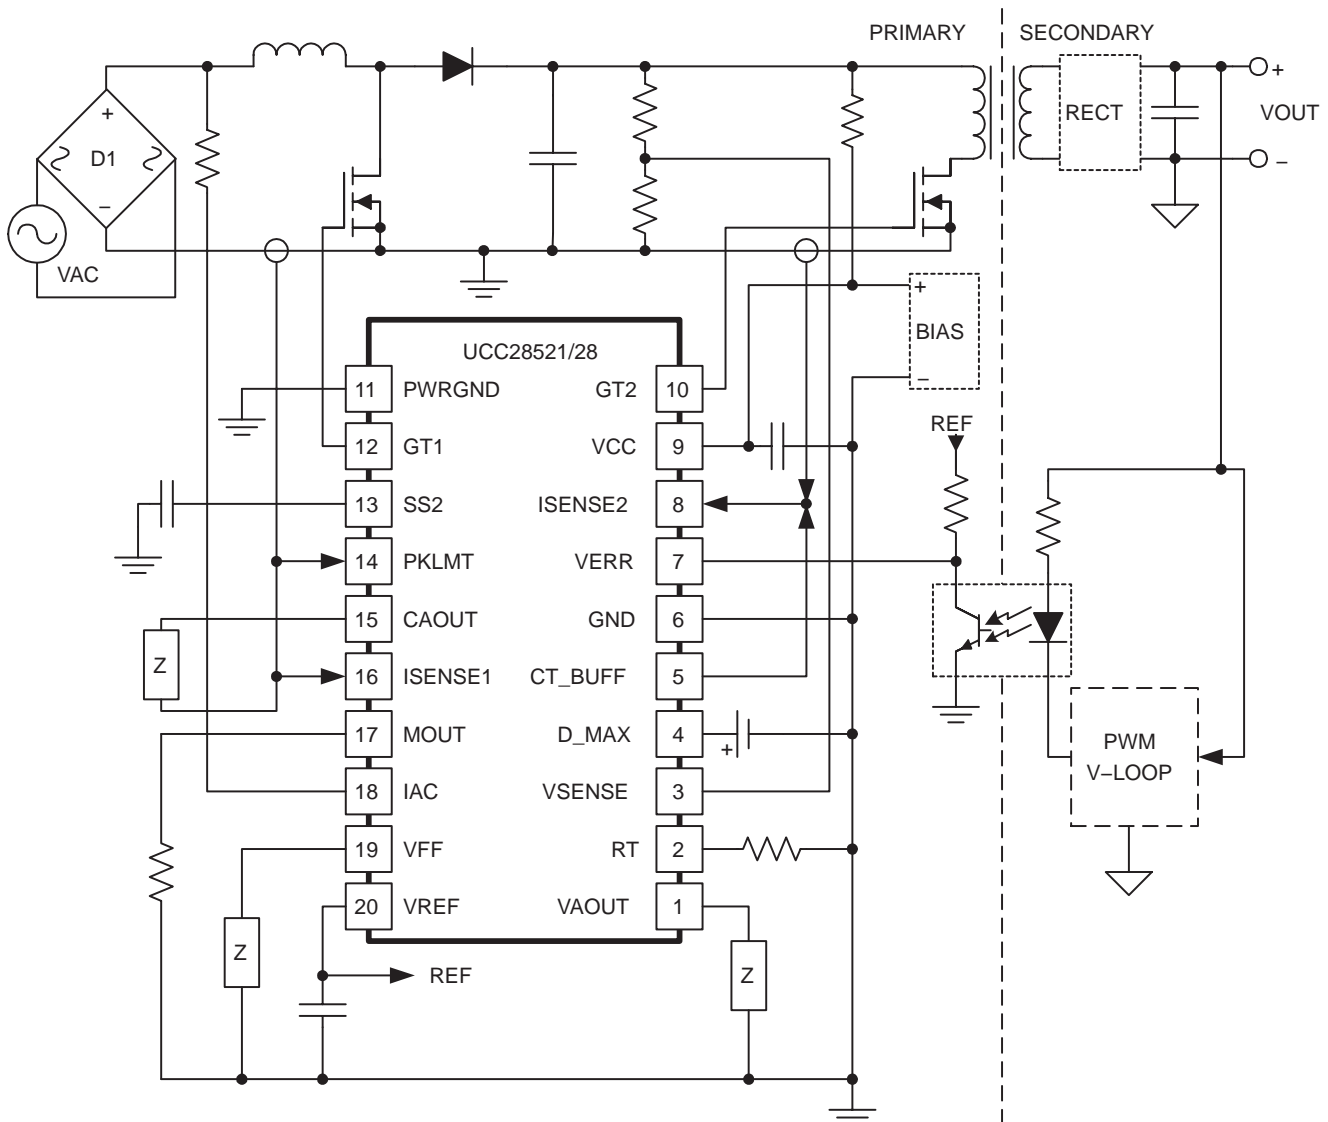 PRIMARY SECONDARY
+
+
D1
RECT
VOUT
−
−
VAC
+
BIAS
−
UCC28521/28
11 PWRGND GT2 10
REF
12 GT1 VCC 9
13 SS2 ISENSE2 8
14 PKLMT VERR 7
15 CAOUT GND 6
Z
16 ISENSE1 CT_BUFF 5
17 MOUT D_MAX 4
+
PWM
V−LOOP
18 IAC VSENSE 3
19 VFF RT 2
20 VREF VAOUT 1
Z
REF
Z